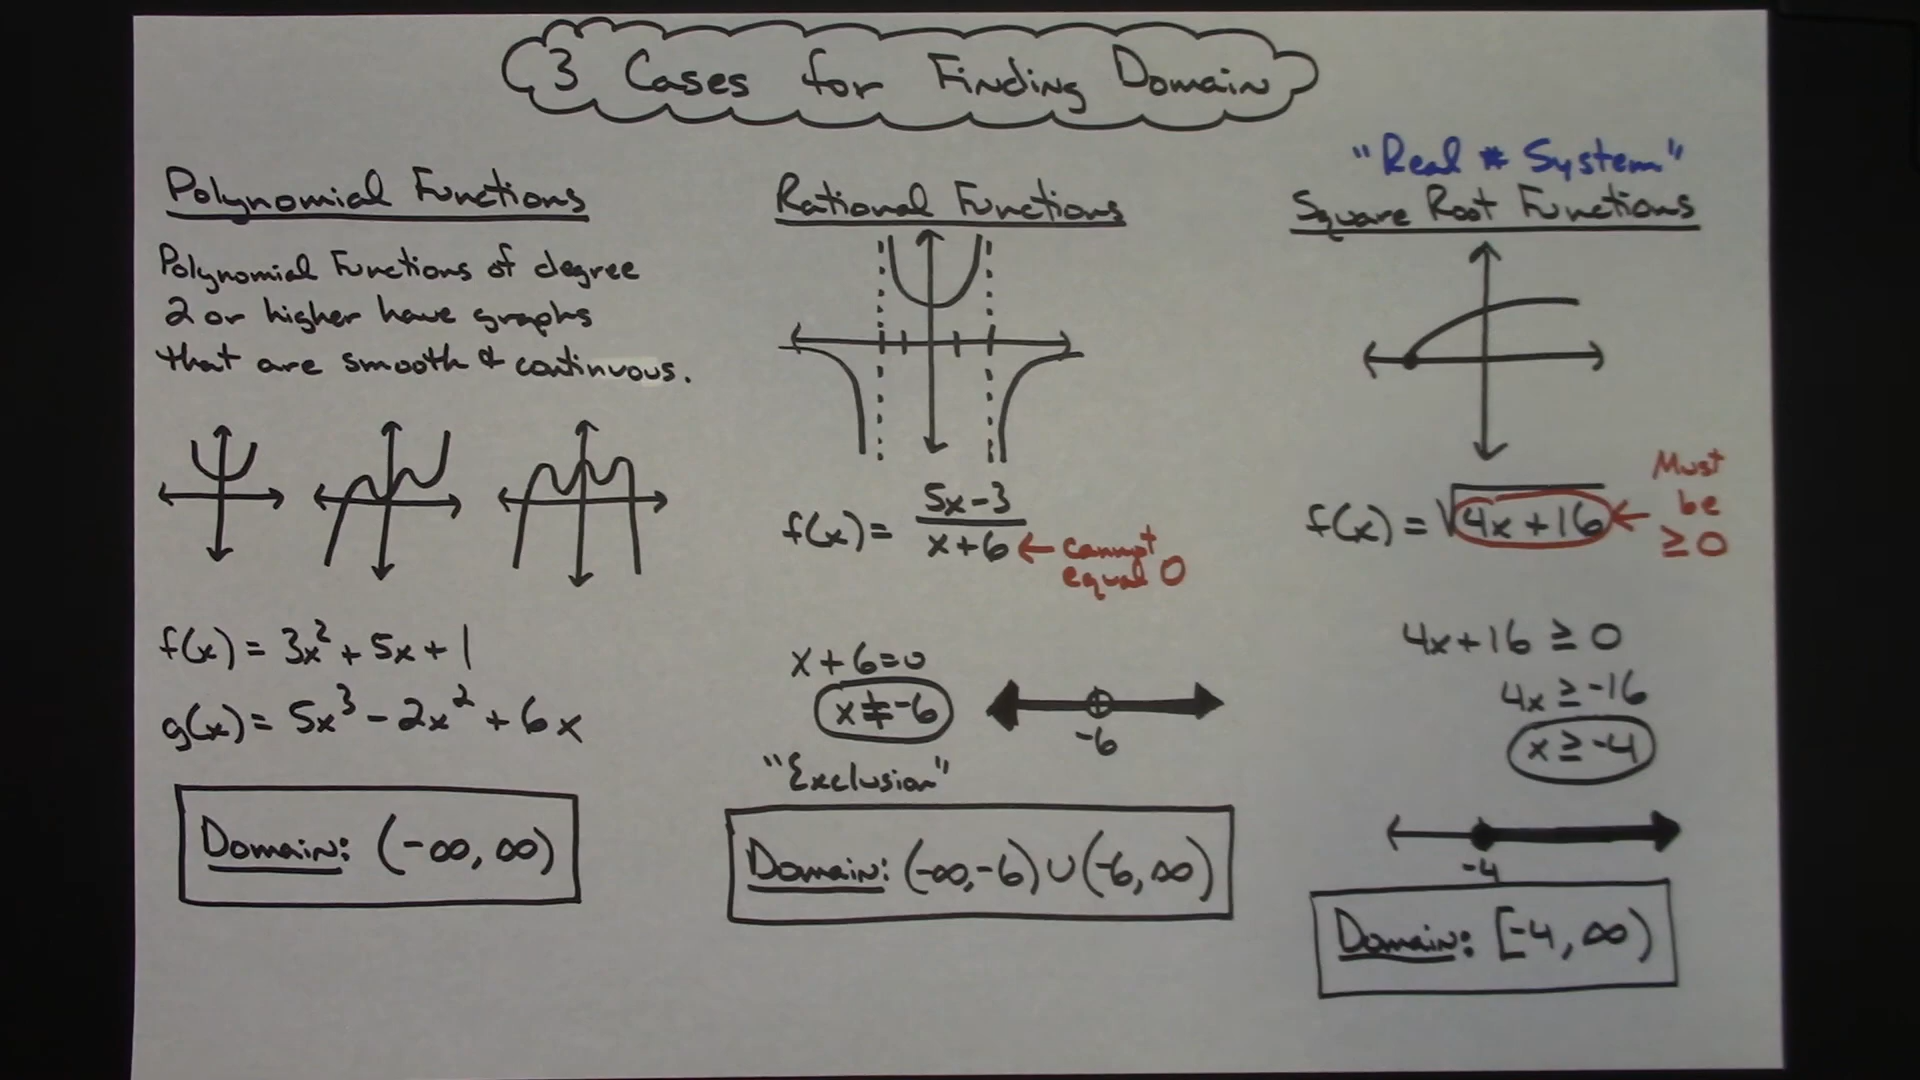 3 Cases for Finding Domain
Polynomial Functions
Polynomial Functions of degree
2 or higher have graphs
that are smooth & continuous.
f(x) = 3x² + 5x + 1
g(x) = 5x³ - 2x² + 6x
Domain: (-∞, ∞)
Rational Functions
f(x) = (5x-3)/(x+6) ← cannot
equal 0
x + 6 = 0
x ≠ -6
-6
"Exclusion"
Domain: (-∞,-6) ∪ (-6, ∞)
"Real # System"
Square Root Functions
f(x) = √(4x+16) ← Must
be
≥ 0
4x+16 ≥ 0
4x ≥ -16
x ≥ -4
-4
Domain: [-4, ∞)